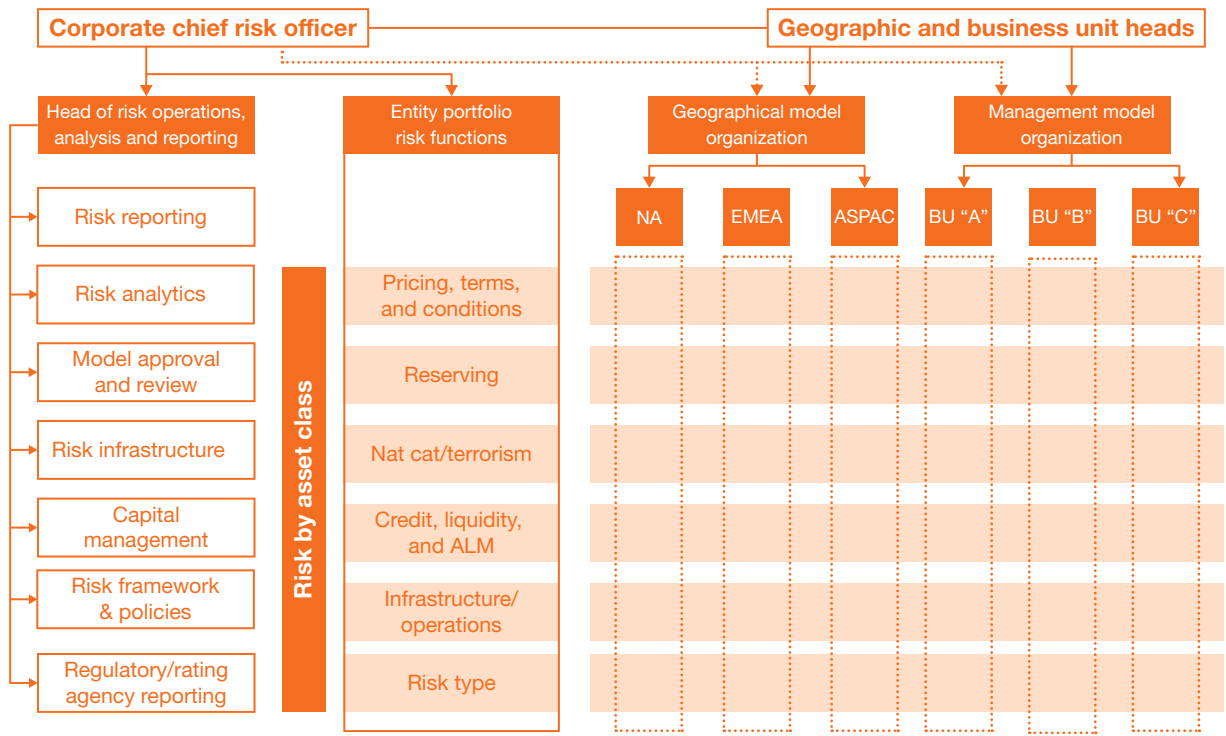 Corporate chief risk officer
Geographic and business unit heads
Head of risk operations,
analysis and reporting
Entity portfolio
risk functions
Geographical model
organization
Management model
organization
Risk reporting
NA
EMEA
ASPAC
BU “A”
BU “B”
BU “C”
Risk analytics
Model approval
and review
Risk infrastructure
Capital
management
Risk framework
& policies
Regulatory/rating
agency reporting
Risk by asset class
Pricing, terms,
and conditions
Reserving
Nat cat/terrorism
Credit, liquidity,
and ALM
Infrastructure/
operations
Risk type